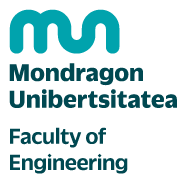 Mondragon
Unibertsitatea
Faculty of
Engineering